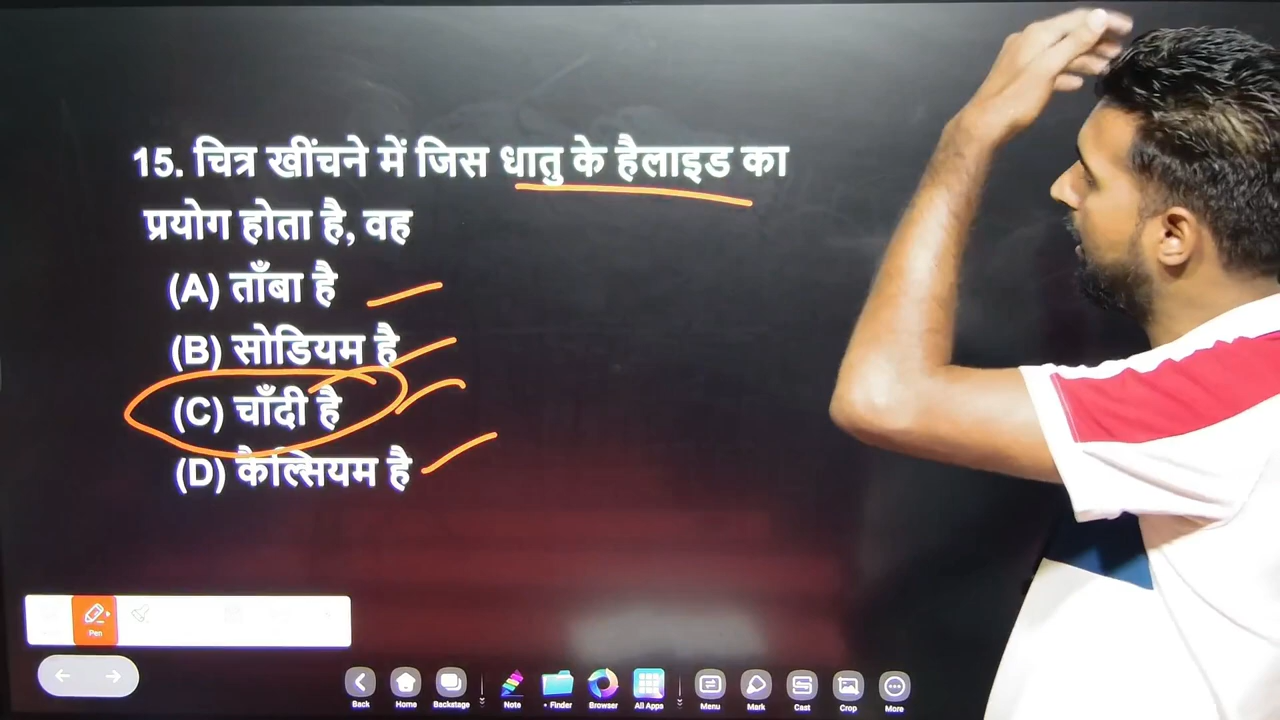 15. चित्र खींचने में जिस धातु के हैलाइड का
प्रयोग होता है, वह
(A) ताँबा है
(B) सोडियम है
(C) चाँदी है
(D) कैल्सियम है
Pen
Back Home Backstage Note • Finder Browser All Apps Menu Mark Cast Crop More